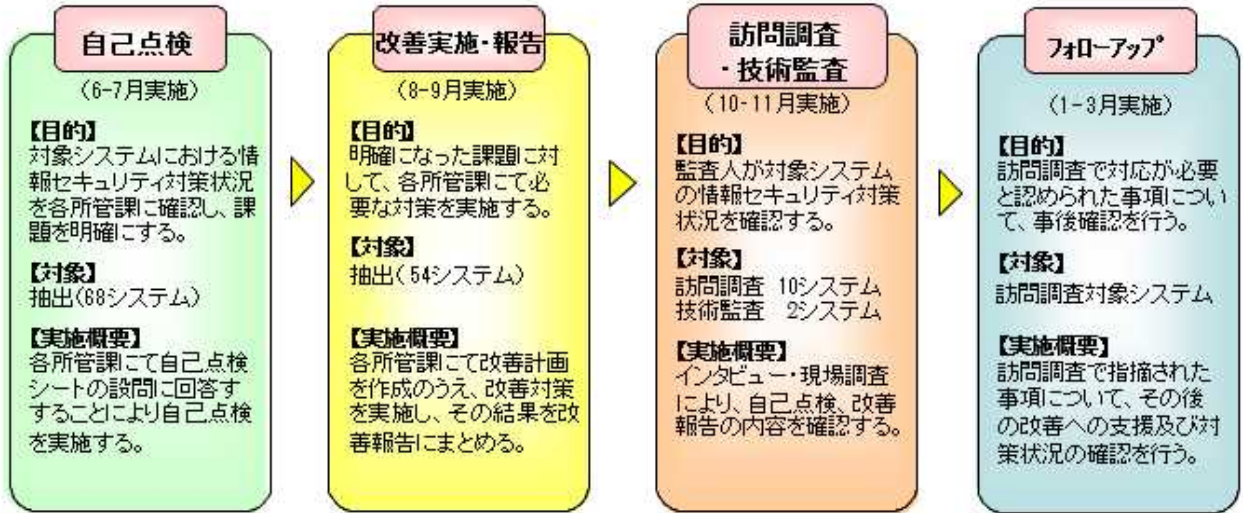 自己点検
(6-7月実施)
【目的】
対象システムにおける情
報セキュリティ対策状況
を各所管課に確認し、課
題を明確にする。
【対象】
抽出(68システム)
【実施概要】
各所管課にて自己点検
シートの設問に回答す
することにより自己点検
を実施する。
改善実施・報告
(8-9月実施)
【目的】
明確になった課題に対
して、各所管課にて必
要な対策を実施する。
【対象】
抽出(54システム)
【実施概要】
各所管課にて改善計画
を作成のうえ、改善対策
を実施し、その結果を改
善報告にまとめる。
訪問調査
・技術監査
(10-11月実施)
【目的】
監査人が対象システム
の情報セキュリティ対策
状況を確認する。
【対象】
訪問調査 10システム
技術監査 2システム
【実施概要】
インタビュー・現場調査
により、自己点検、改善
報告の内容を確認する。
フォローアップ
(1-3月実施)
【目的】
訪問調査で対応が必要
と認められた事項につい
て、事後確認を行う。
【対象】
訪問調査対象システム
【実施概要】
訪問調査で指摘された
事項について、その後
の改善への支援及び対
策状況の確認を行う。